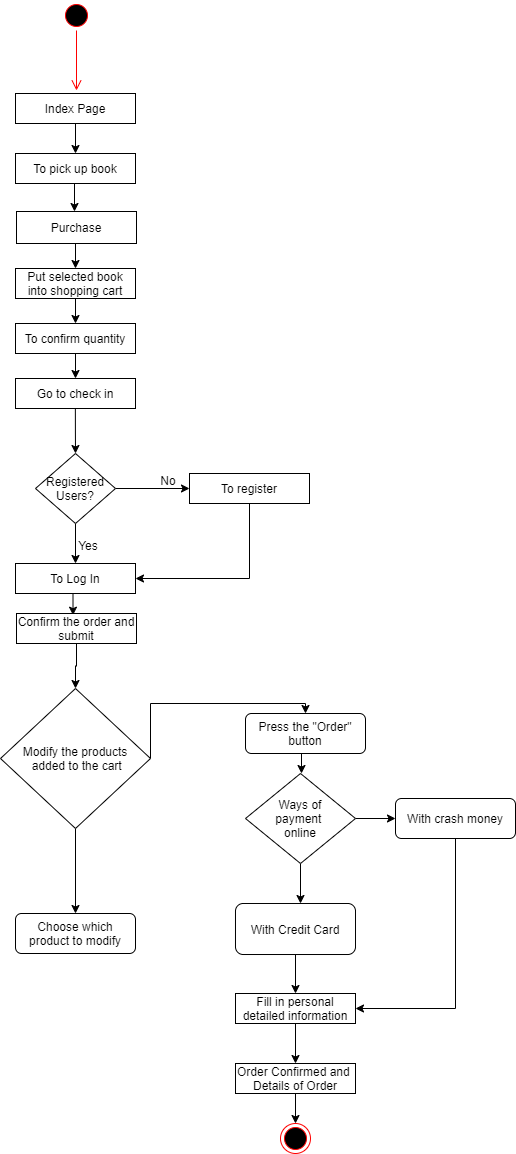 Index Page
To pick up book
Purchase
Put selected book
into shopping cart
To confirm quantity
Go to check in
Registered
Users?
No
To register
Yes
To Log In
Confirm the order and
submit
Modify the products
added to the cart
Press the "Order"
button
Ways of
payment
online
With crash money
Choose which
product to modify
With Credit Card
Fill in personal
detailed information
Order Confirmed and
Details of Order